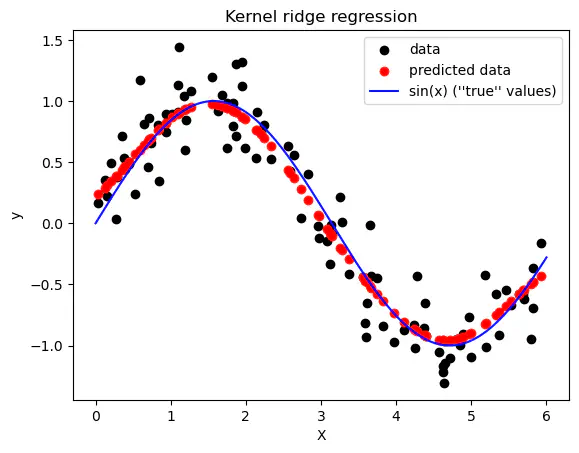 Kernel ridge regression
data
predicted data
sin(x) (''true'' values)
y
1.5
1.0
0.5
0.0
−0.5
−1.0
0 1 2 3 4 5 6
X